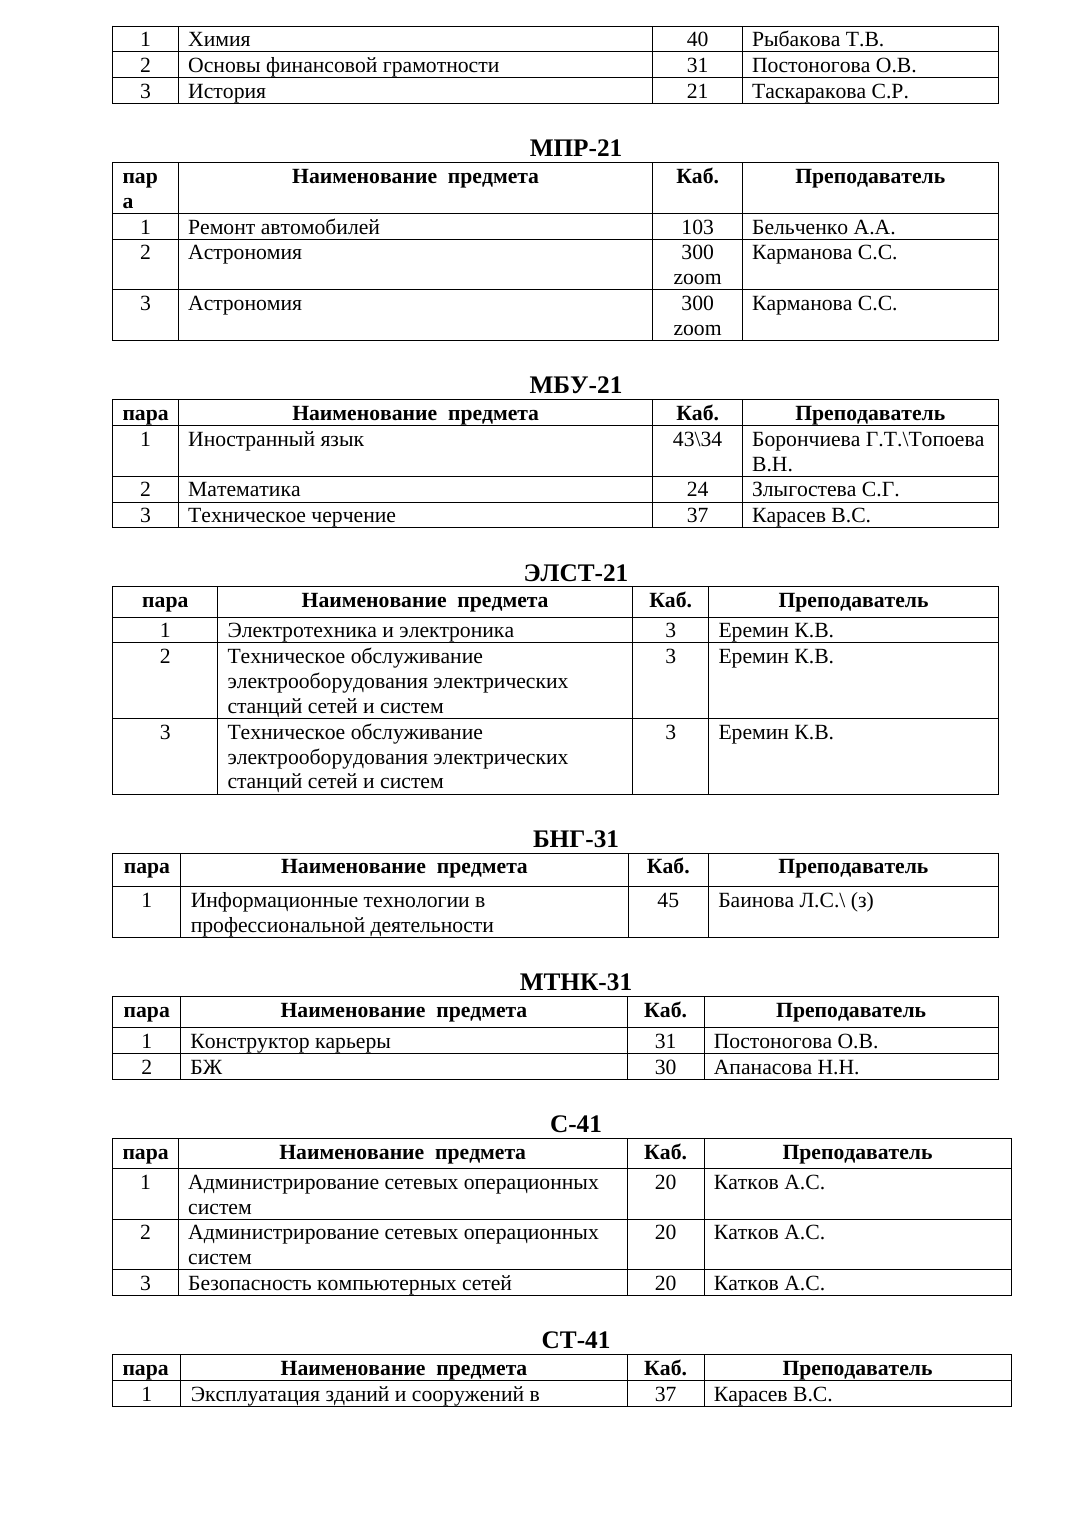 1 Химия 40 Рыбакова Т.В.
2 Основы финансовой грамотности 31 Постоногова О.В.
3 История 21 Таскаракова С.Р.
МПР-21
пар Наименование предмета Каб. Преподаватель
а
1 Ремонт автомобилей 103 Бельченко А.А.
2 Астрономия 300 Карманова С.С.
zoom
3 Астрономия 300 Карманова С.С.
zoom
МБУ-21
пара Наименование предмета Каб. Преподаватель
1 Иностранный язык 43\34 Борончиева Г.Т.\Топоева
В.Н.
2 Математика 24 Злыгостева С.Г.
3 Техническое черчение 37 Карасев В.С.
ЭЛСТ-21
пара Наименование предмета Каб. Преподаватель
1 Электротехника и электроника 3 Еремин К.В.
2 Техническое обслуживание 3 Еремин К.В.
электрооборудования электрических
станций сетей и систем
3 Техническое обслуживание 3 Еремин К.В.
электрооборудования электрических
станций сетей и систем
БНГ-31
пара Наименование предмета Каб. Преподаватель
1 Информационные технологии в 45 Баинова Л.С.\ (з)
профессиональной деятельности
МТНК-31
пара Наименование предмета Каб. Преподаватель
1 Конструктор карьеры 31 Постоногова О.В.
2 БЖ 30 Апанасова Н.Н.
С-41
пара Наименование предмета Каб. Преподаватель
1 Администрирование сетевых операционных 20 Катков А.С.
систем
2 Администрирование сетевых операционных 20 Катков А.С.
систем
3 Безопасность компьютерных сетей 20 Катков А.С.
СТ-41
пара Наименование предмета Каб. Преподаватель
1 Эксплуатация зданий и сооружений в 37 Карасев В.С.